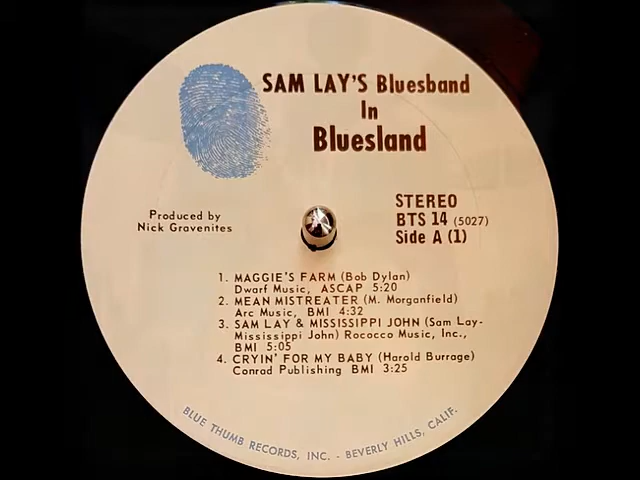 SAM LAY'S Bluesband
In
Bluesland
Produced by
Nick Gravenites
STEREO
BTS 14 (5027)
Side A (1)
1. MAGGIE'S FARM (Bob Dylan)
Dwarf Music, ASCAP 5:20
2. MEAN MISTREATER (M. Morganfield)
Arc Music, BMI 4:32
3. SAM LAY & MISSISSIPPI JOHN (Sam Lay-
Mississippi John) Rococco Music, Inc.,
BMI 5:05
4. CRYIN' FOR MY BABY (Harold Burrage)
Conrad Publishing BMI 3:25
BLUE THUMB RECORDS, INC. - BEVERLY HILLS, CALIF.